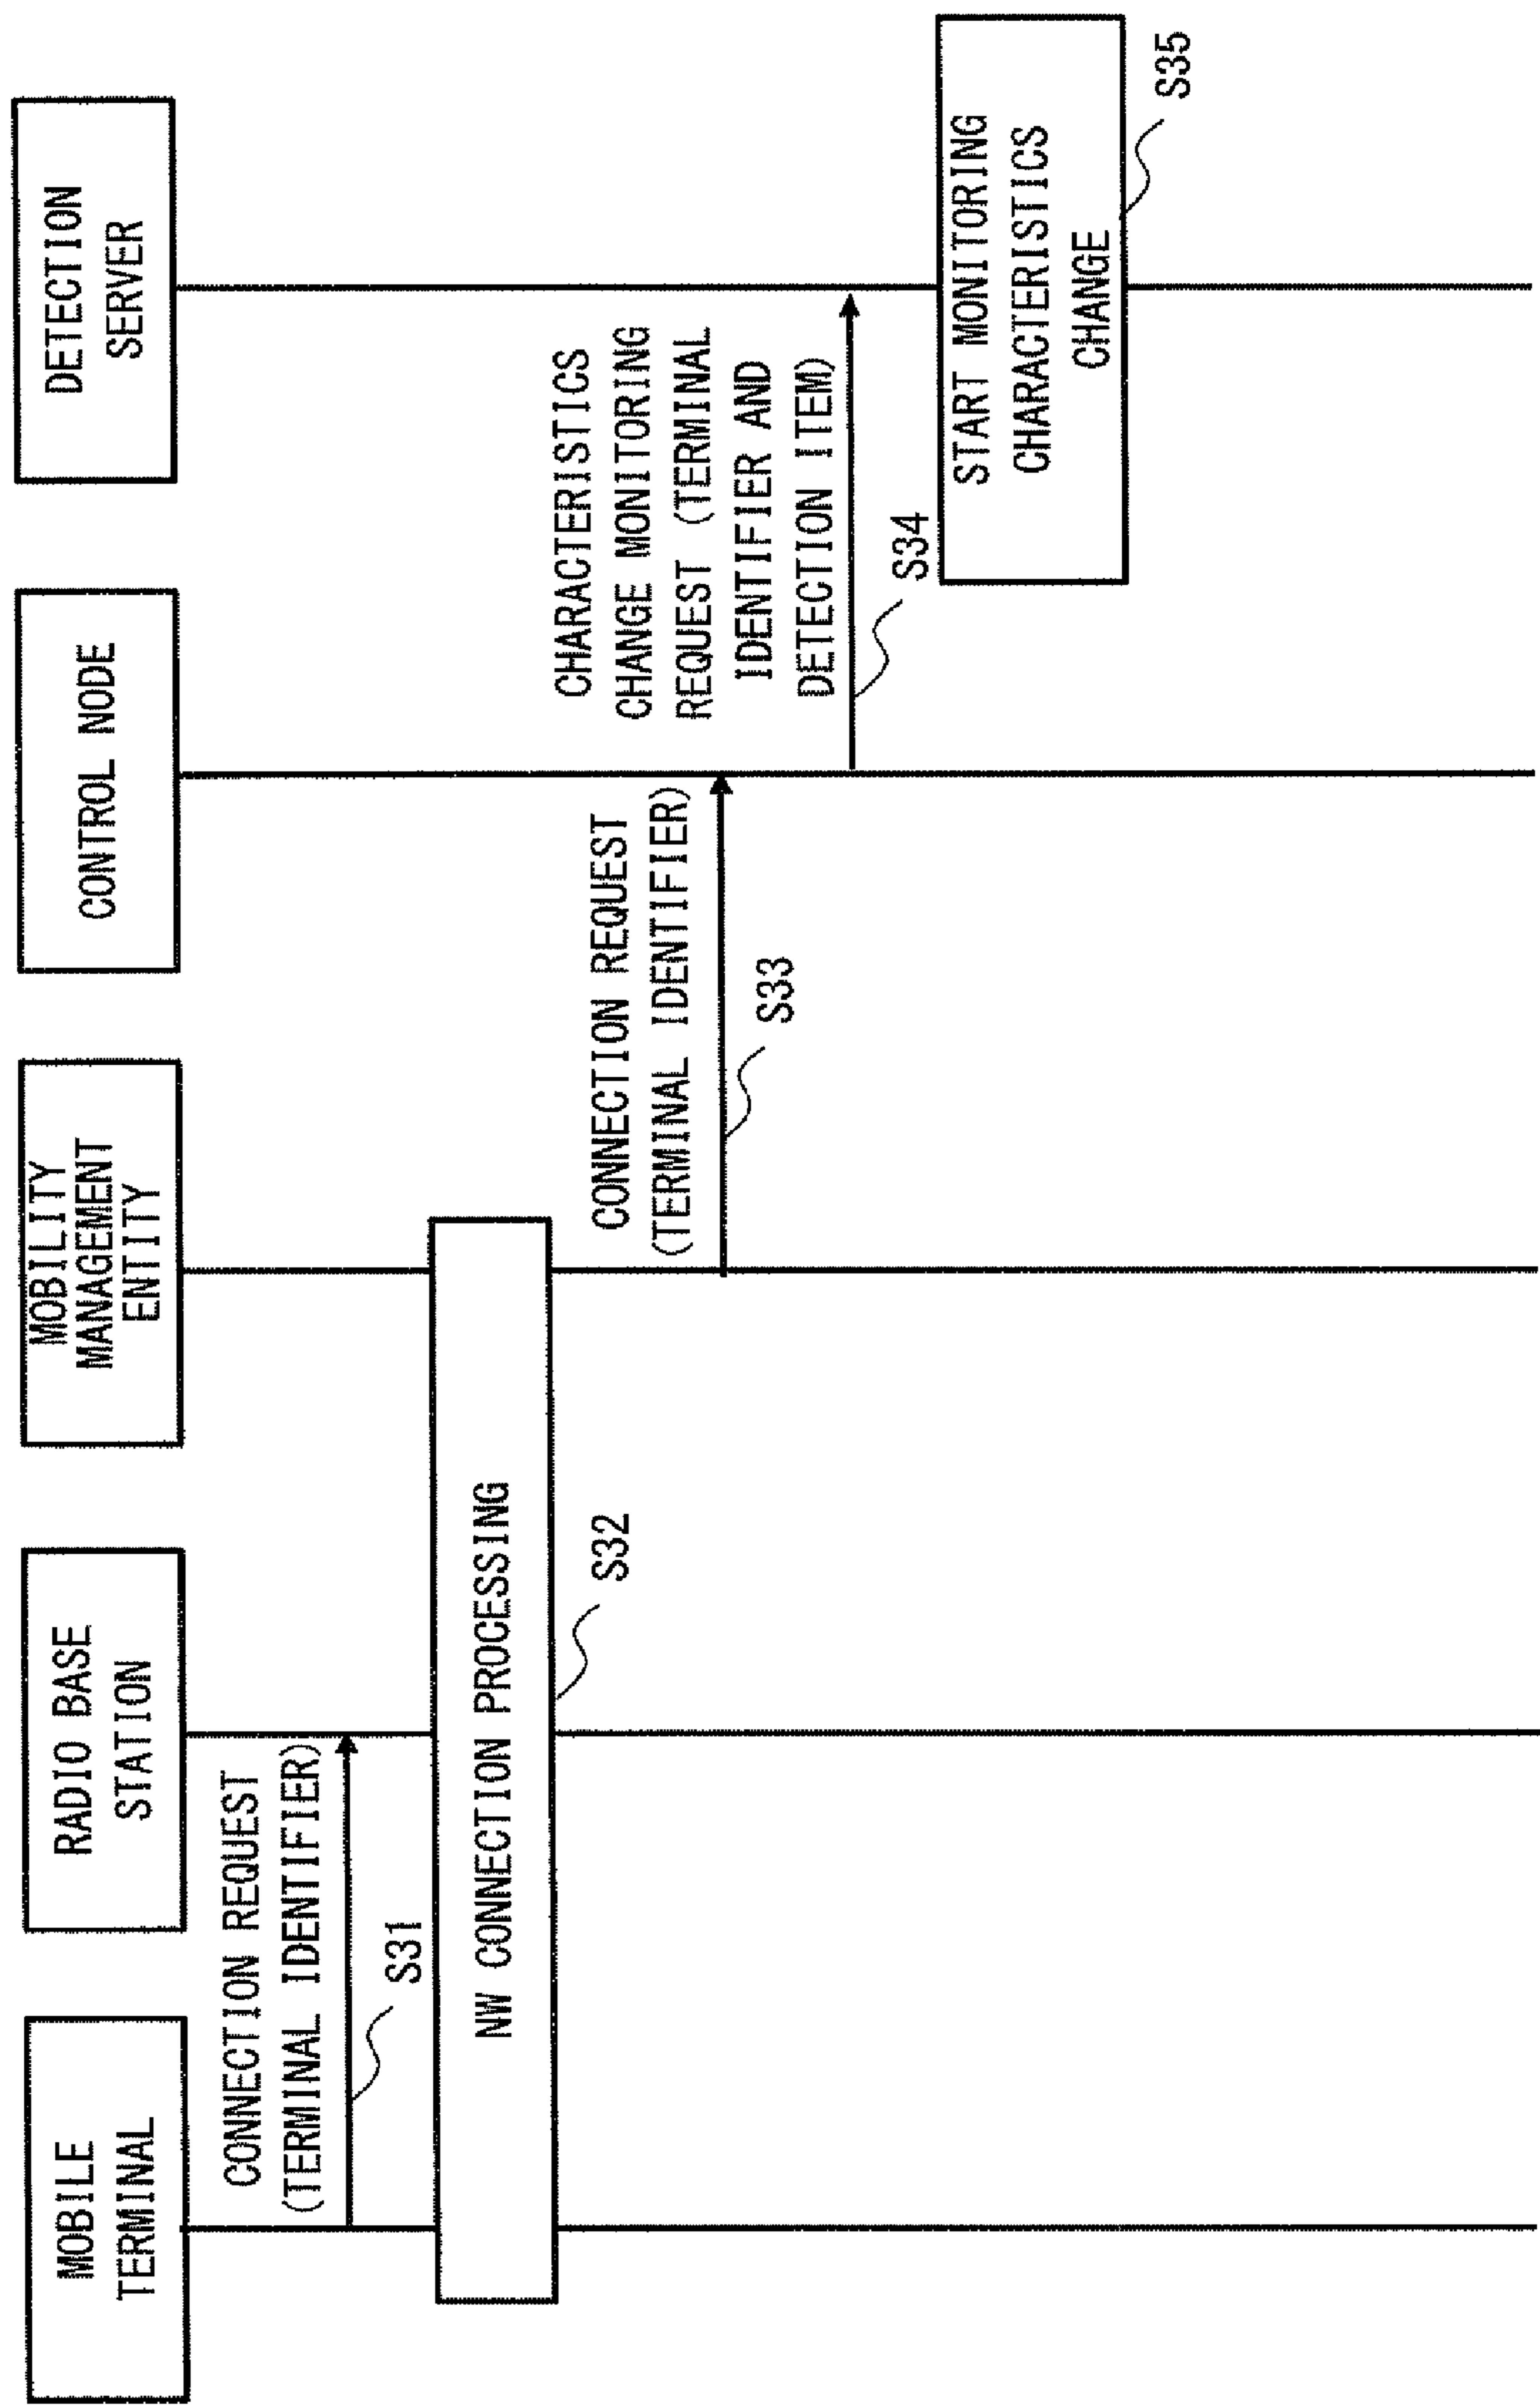 MOBILE
TERMINAL
RADIO BASE
STATION
MOBILITY
MANAGEMENT
ENTITY
CONTROL NODE
DETECTION
SERVER
CONNECTION REQUEST
(TERMINAL IDENTIFIER)
S31
NW CONNECTION PROCESSING
S32
CONNECTION REQUEST
(TERMINAL IDENTIFIER)
S33
CHARACTERISTICS
CHANGE MONITORING
REQUEST (TERMINAL
IDENTIFIER AND
DETECTION ITEM)
S34
START MONITORING
CHARACTERISTICS
CHANGE
S35